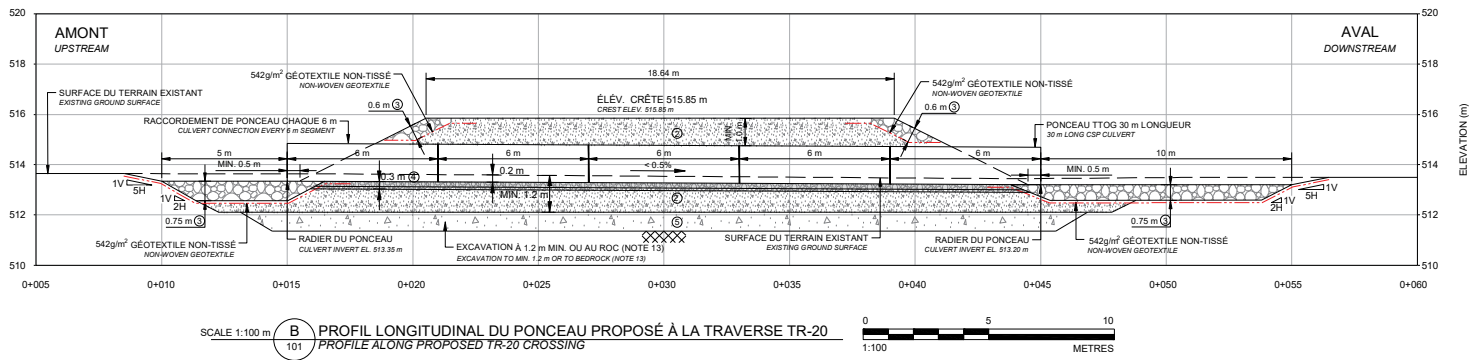 520
520
AMONT
UPSTREAM
AVAL
DOWNSTREAM
18.64 m
542g/m² GÉOTEXTILE NON-TISSÉ
NON-WOVEN GEOTEXTILE
542g/m² GÉOTEXTILE NON-TISSÉ
NON-WOVEN GEOTEXTILE
518
518
SURFACE DU TERRAIN EXISTANT
EXISTING GROUND SURFACE
0.6 m 3
ÉLÉV. CRÊTE 515.85 m
CREST ELEV. 515.85 m
0.6 m 3
516
516
RACCORDEMENT DE PONCEAU CHAQUE 6 m
CULVERT CONNECTION EVERY 6 m SEGMENT
2
MIN. 1.0 m
PONCEAU TTOG 30 m LONGUEUR
30 m LONG CSP CULVERT
ELEVATION (m)
5 m
6 m
6 m
6 m
6 m
6 m
10 m
514
514
MIN. 0.5 m
0.2 m
< 0.5%
MIN. 0.5 m
1V
5H
0.3 m 4
1V
5H
1V
2H
MIN. 1.2 m
2
2H
1V
0.75 m 3
5
0.75 m 3
512
512
542g/m² GÉOTEXTILE NON-TISSÉ
NON-WOVEN GEOTEXTILE
RADIER DU PONCEAU
CULVERT INVERT EL. 513.35 m
EXCAVATION À 1.2 m MIN. OU AU ROC (NOTE 13)
EXCAVATION TO MIN. 1.2 m OR TO BEDROCK (NOTE 13)
SURFACE DU TERRAIN EXISTANT
EXISTING GROUND SURFACE
RADIER DU PONCEAU
CULVERT INVERT EL. 513.20 m
542g/m² GÉOTEXTILE NON-TISSÉ
NON-WOVEN GEOTEXTILE
510
510
0+005 0+010 0+015 0+020 0+025 0+030 0+035 0+040 0+045 0+050 0+055 0+060
SCALE 1:100 m
B
101
PROFIL LONGITUDINAL DU PONCEAU PROPOSÉ À LA TRAVERSE TR-20
PROFILE ALONG PROPOSED TR-20 CROSSING
0 5 10
1:100 METRES